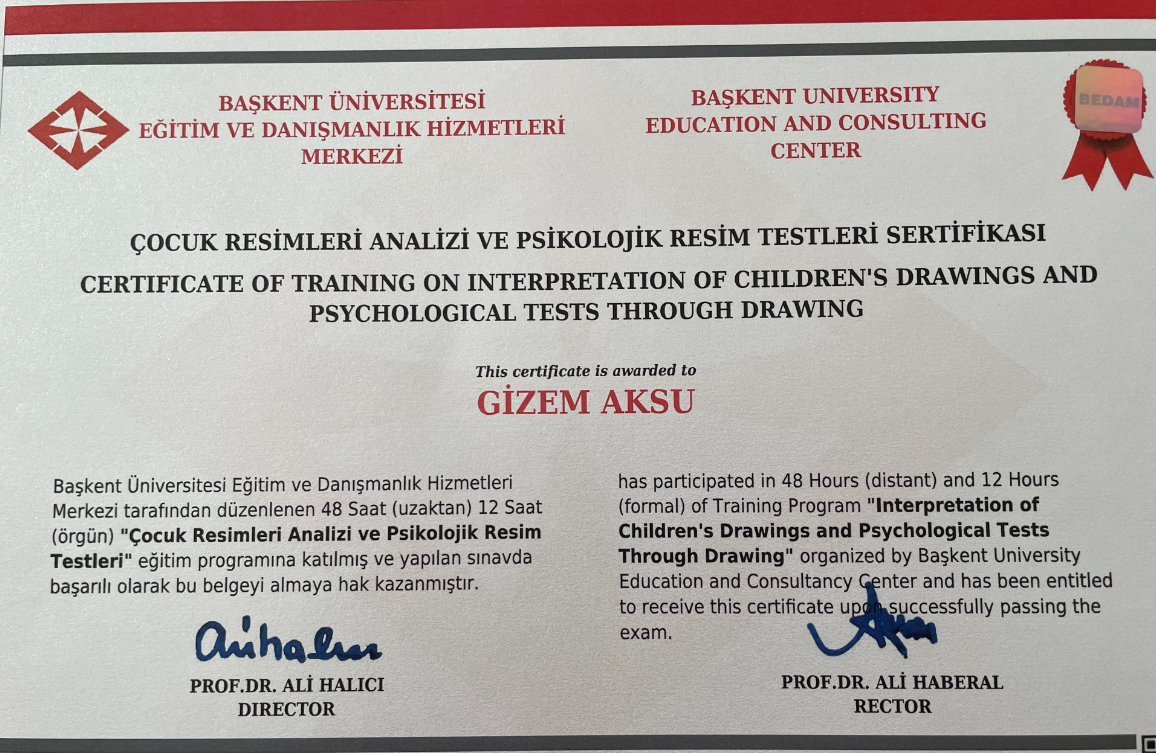 BAŞKENT ÜNİVERSİTESİ
EĞİTİM VE DANIŞMANLIK HİZMETLERİ
MERKEZİ
BAŞKENT UNIVERSITY
EDUCATION AND CONSULTING
CENTER
BEDAM
ÇOCUK RESİMLERİ ANALİZİ VE PSİKOLOJİK RESİM TESTLERİ SERTİFİKASI
CERTIFICATE OF TRAINING ON INTERPRETATION OF CHILDREN'S DRAWINGS AND
PSYCHOLOGICAL TESTS THROUGH DRAWING
This certificate is awarded to
GİZEM AKSU
Başkent Üniversitesi Eğitim ve Danışmanlık Hizmetleri
Merkezi tarafından düzenlenen 48 Saat (uzaktan) 12 Saat
(örgün) "Çocuk Resimleri Analizi ve Psikolojik Resim
Testleri" eğitim programına katılmış ve yapılan sınavda
başarılı olarak bu belgeyi almaya hak kazanmıştır.
has participated in 48 Hours (distant) and 12 Hours
(formal) of Training Program "Interpretation of
Children's Drawings and Psychological Tests
Through Drawing" organized by Başkent University
Education and Consultancy Center and has been entitled
to receive this certificate upon successfully passing the
exam.
PROF.DR. ALİ HALICI
DIRECTOR
PROF.DR. ALİ HABERAL
RECTOR